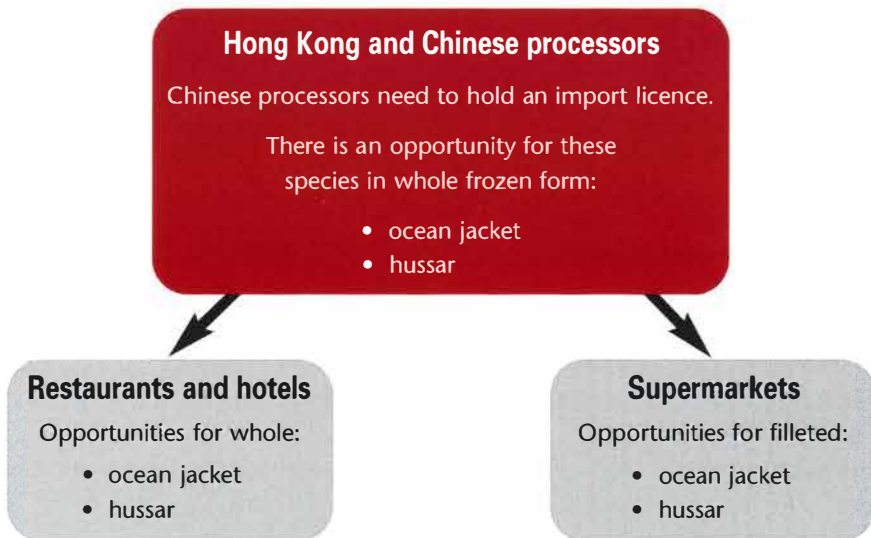 Hong Kong and Chinese processors
Chinese processors need to hold an import licence.
There is an opportunity for these
species in whole frozen form:
• ocean jacket
• hussar
Restaurants and hotels
Opportunities for whole:
• ocean jacket
• hussar
Supermarkets
Opportunities for filleted:
• ocean jacket
• hussar